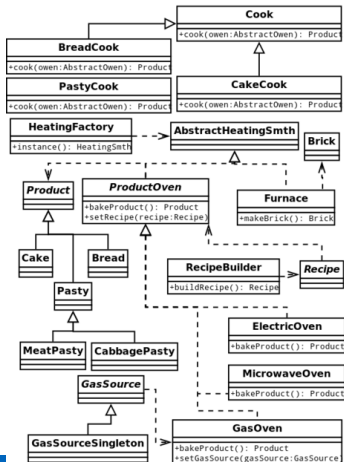 Cook
+cook(owen:AbstractOwen): Product
BreadCook
+cook(owen:AbstractOwen): Product
PastyCook
+cook(owen:AbstractOwen): Product
CakeCook
+cook(owen:AbstractOwen): Product
HeatingFactory
+instance(): HeatingSmth
AbstractHeatingSmth
Brick
Product
ProductOven
+bakeProduct(): Product
+setRecipe(recipe:Recipe)
Furnace
+makeBrick(): Brick
Cake
Bread
Pasty
RecipeBuilder
+buildRecipe(): Recipe
Recipe
ElectricOven
+bakeProduct(): Product
MeatPasty
CabbagePasty
MicrowaveOven
+bakeProduct(): Product
GasSource
GasSourceSingleton
GasOven
+bakeProduct(): Product
+setGasSource(gasSource:GasSource)